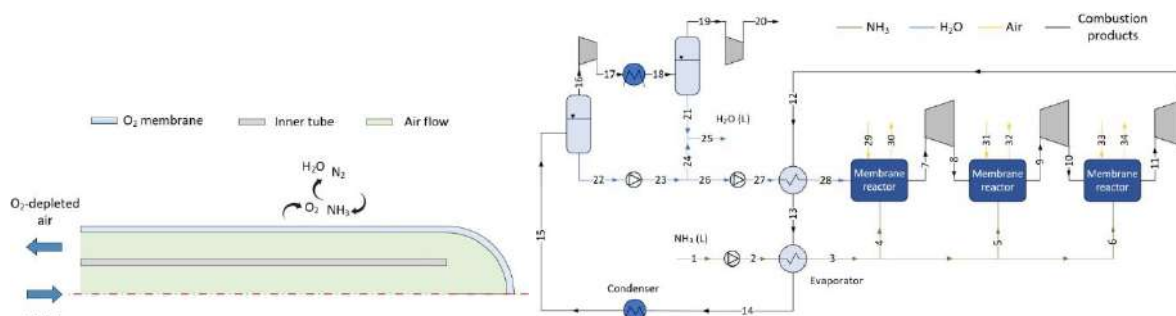 O2 membrane
Inner tube
Air flow
H2O
N2
O2
NH3
O2-depleted
air
NH3
H2O
Air
Combustion
products
19
20
16
17
18
12
21
H2O (L)
25
24
22
23
26
27
28
29
30
31
32
33
34
7
8
9
10
11
Membrane
reactor
Membrane
reactor
Membrane
reactor
13
15
NH3 (L)
1
2
3
4
5
6
Evaporator
Condenser
14